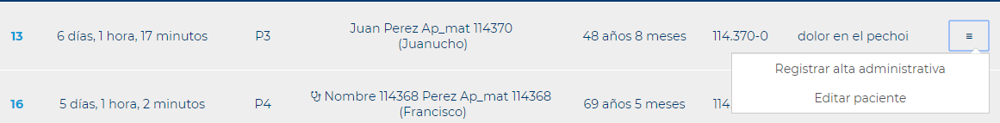 13 6 días, 1 hora, 17 minutos P3 Juan Perez Ap_mat 114370 48 años 8 meses 114.370-0 dolor en el pechoi ≡
(Juanucho)
Registrar alta administrativa
Editar paciente
16 5 días, 1 hora, 2 minutos P4 Nombre 114368 Perez Ap_mat 114368 69 años 5 meses 114.
(Francisco)